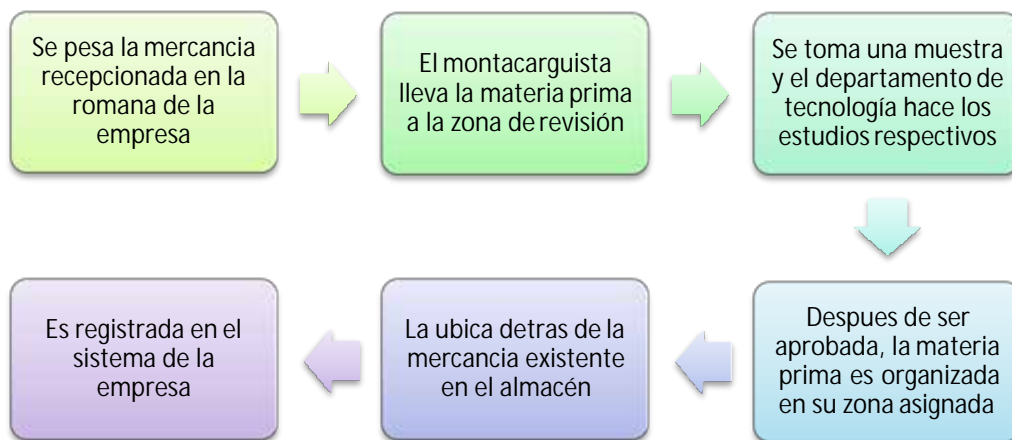 Se pesa la mercancia
recepcionada en la
romana de la
empresa
El montacarguista
lleva la materia prima
a la zona de revisión
Se toma una muestra
y el departamento de
tecnología hace los
estudios respectivos
Despues de ser
aprobada, la materia
prima es organizada
en su zona asignada
La ubica detras de la
mercancia existente
en el almacén
Es registrada en el
sistema de la
empresa